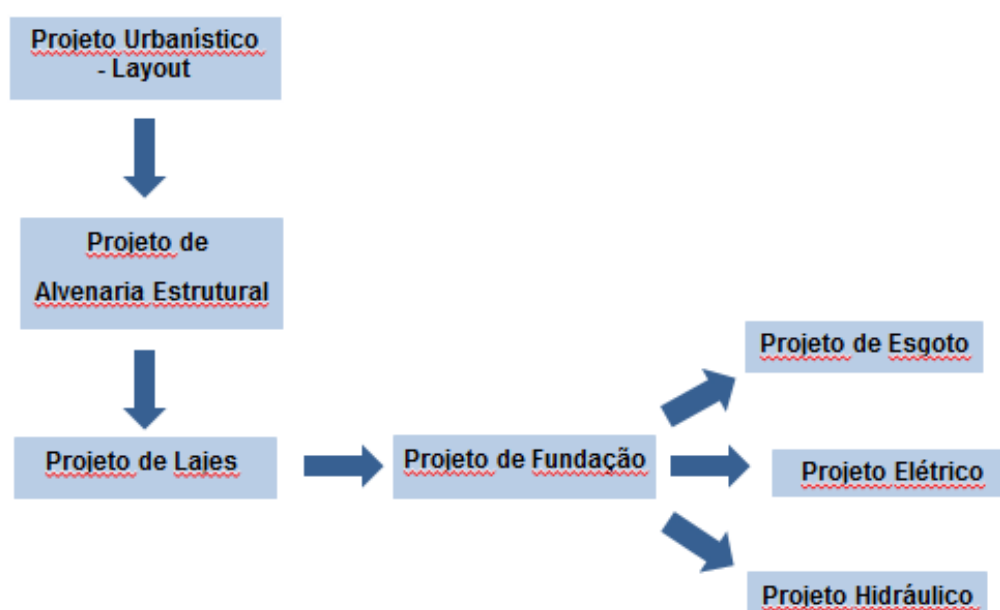 Projeto Urbanístico
- Layout
Projeto de
Alvenaria Estrutural
Projeto de Lajes
Projeto de Fundação
Projeto de Esgoto
Projeto Elétrico
Projeto Hidráulico